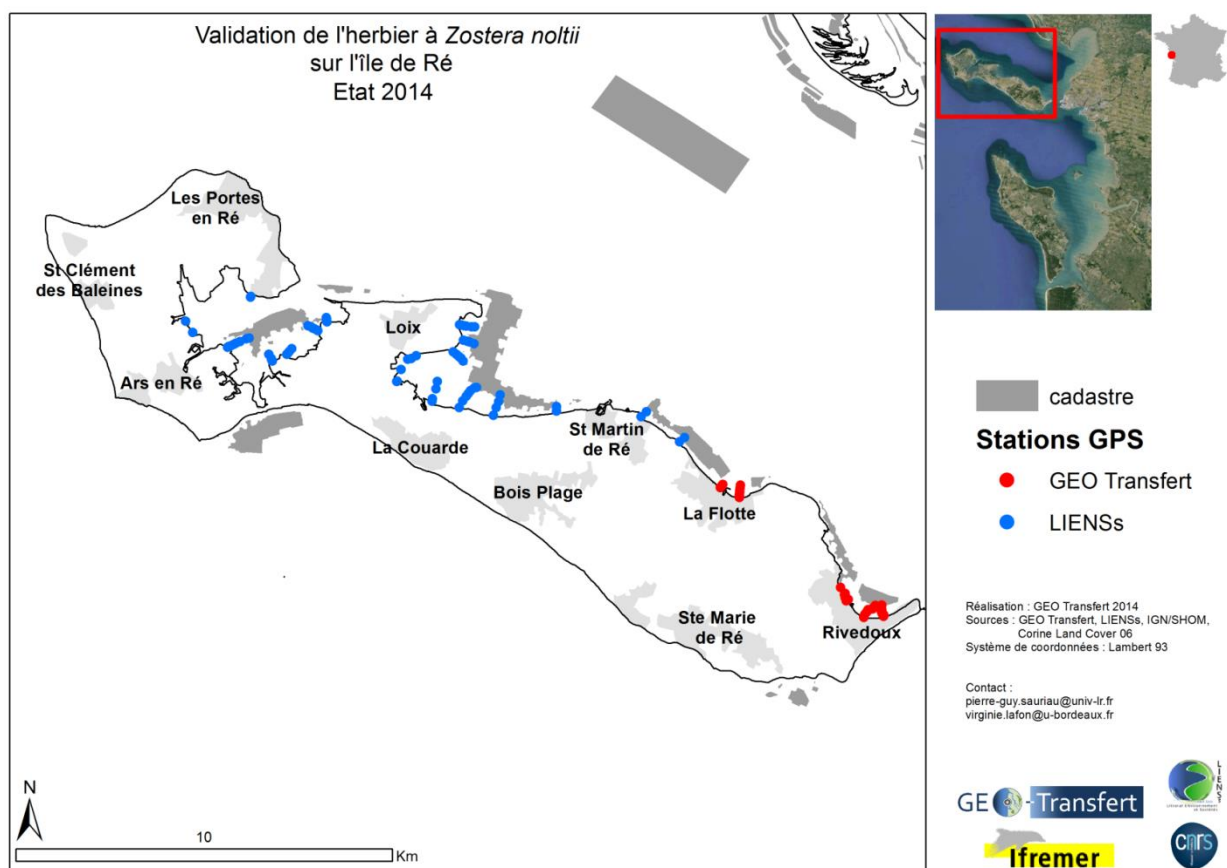 Validation de l'herbier à Zostera noltii
sur l'île de Ré
Etat 2014
Les Portes
en Ré
St Clément
des Baleines
Loix
Ars en Ré
La Couarde
St Martin
de Ré
Bois Plage
La Flotte
Ste Marie
de Ré
Rivedoux
N
10
Km
cadastre
Stations GPS
GEO Transfert
LIENSs
Réalisation : GEO Transfert 2014
Sources : GEO Transfert, LIENSs, IGN/SHOM,
Corine Land Cover 06
Système de coordonnées : Lambert 93
Contact :
pierre-guy.sauriau@univ-lr.fr
virginie.lafon@u-bordeaux.fr
GEO-Transfert
LIENSs
Ifremer
cnrs